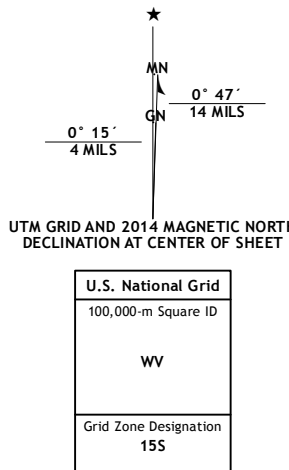 ★
MN
0° 47´
14 MILS
GN
0° 15´
4 MILS
UTM GRID AND 2014 MAGNETIC NORTH
DECLINATION AT CENTER OF SHEET
U.S. National Grid
100,000-m Square ID
WV
Grid Zone Designation
15S